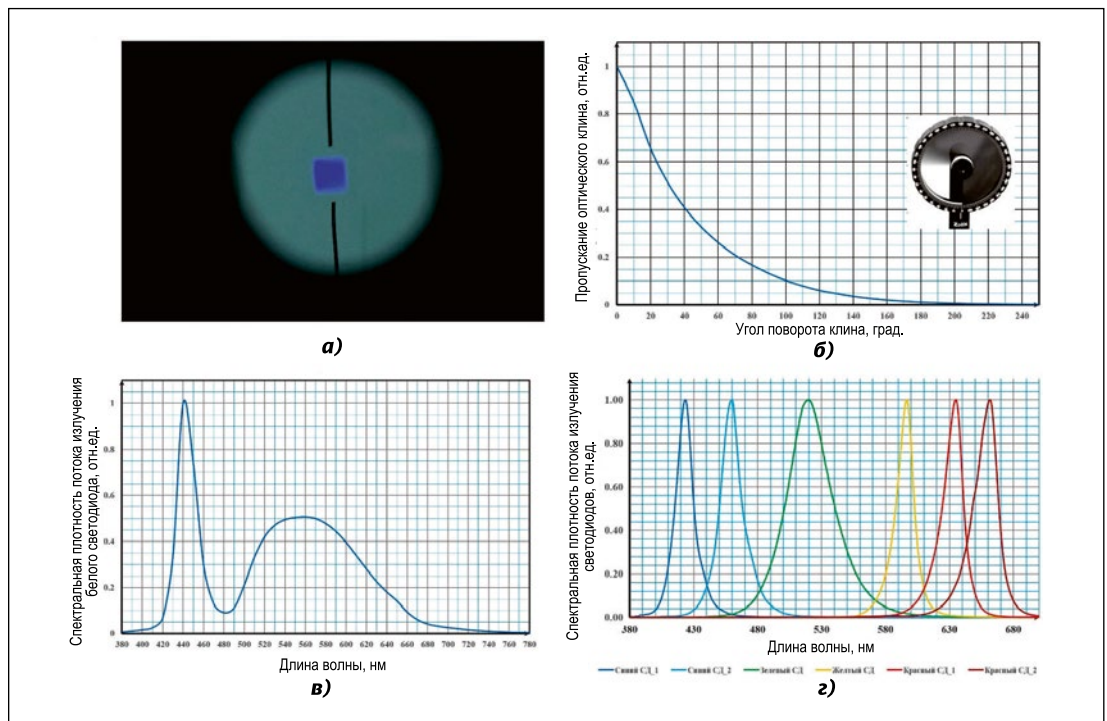 Пропускание оптического клина, отн.ед.
1
0.8
0.6
0.4
0.2
0
0 20 40 60 80 100 120 140 160 180 200 220 240
Угол поворота клина, град.
а)
б)
Спектральная плотность потока излучения
белого светодиода, отн.ед.
1
0.8
0.6
0.4
0.2
0
380 400 420 440 460 480 500 520 540 560 580 600 620 640 660 680 700 720 740 760 780
Длина волны, нм
в)
Спектральная плотность потока излучения
светодиодов, отн.ед.
1.00
0.80
0.60
0.40
0.20
0.00
380 430 480 530 580 630 680
Длина волны, нм
Синий СД_1 Синий СД_2 Зеленый СД Желтый СД Красный СД_1 Красный СД_2
г)